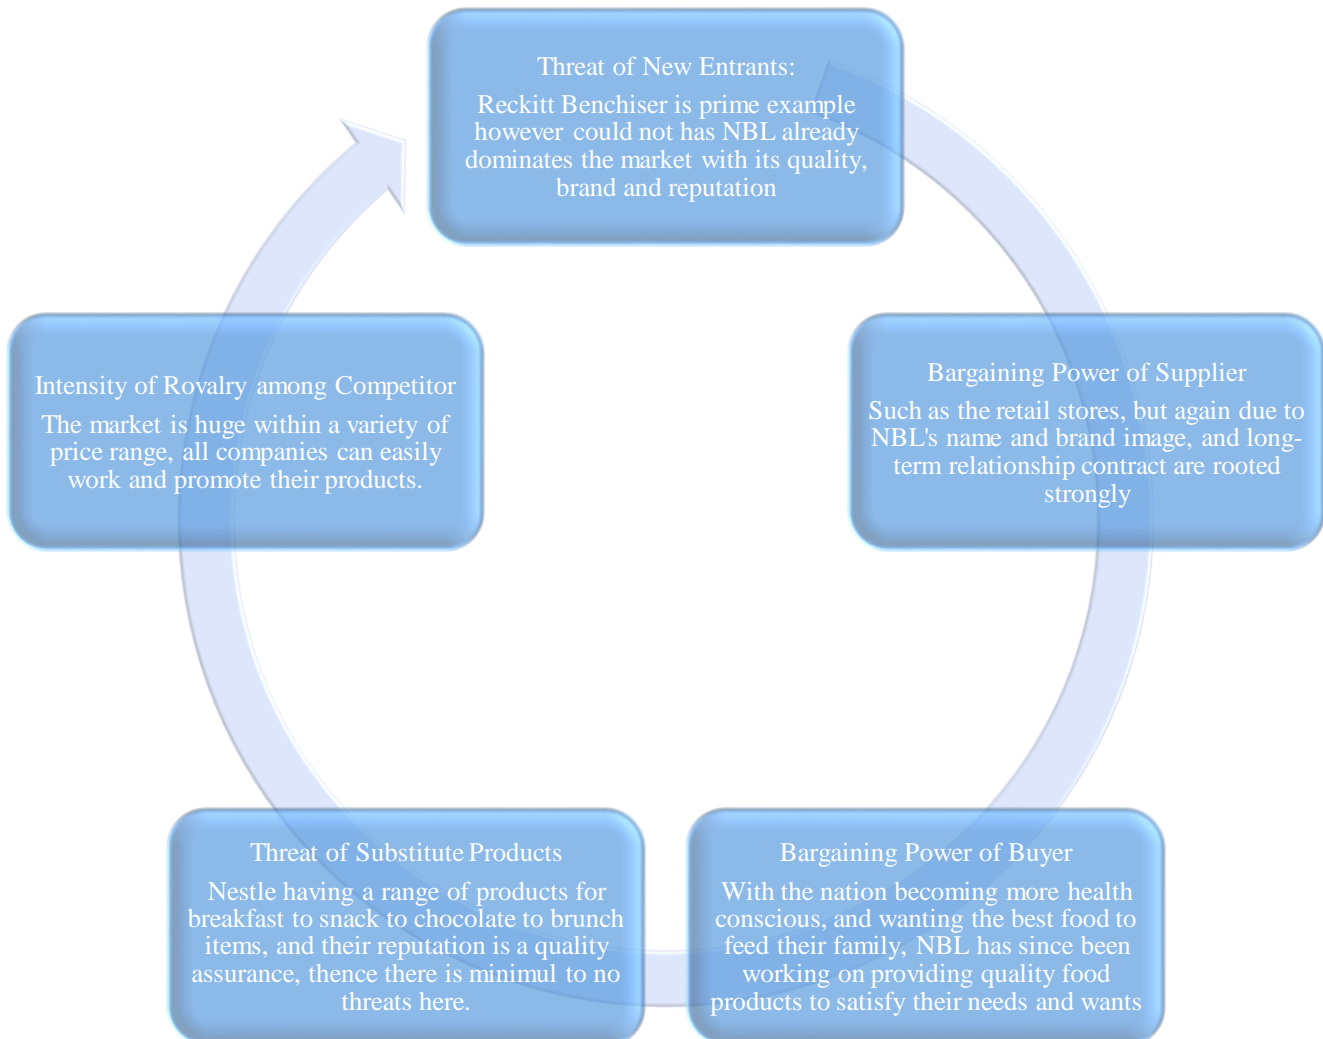 Threat of New Entrants:
Reckitt Benchiser is prime example
however could not has NBL already
dominates the market with its quality,
brand and reputation
Bargaining Power of Supplier
Such as the retail stores, but again due to
NBL's name and brand image, and long-
term relationship contract are rooted
strongly
Bargaining Power of Buyer
With the nation becoming more health
conscious, and wanting the best food to
feed their family, NBL has since been
working on providing quality food
products to satisfy their needs and wants
Threat of Substitute Products
Nestle having a range of products for
breakfast to snack to chocolate to brunch
items, and their reputation is a quality
assurance, thence there is minimul to no
threats here.
Intensity of Rovalry among Competitor
The market is huge within a variety of
price range, all companies can easily
work and promote their products.